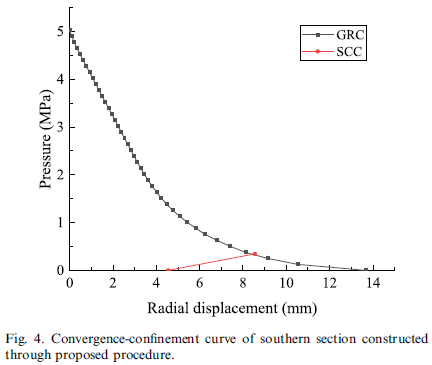 GRC
SCC
5
4
3
2
1
0
Pressure (MPa)
0 2 4 6 8 10 12 14
Radial displacement (mm)
Fig. 4. Convergence-confinement curve of southern section constructed
through proposed procedure.